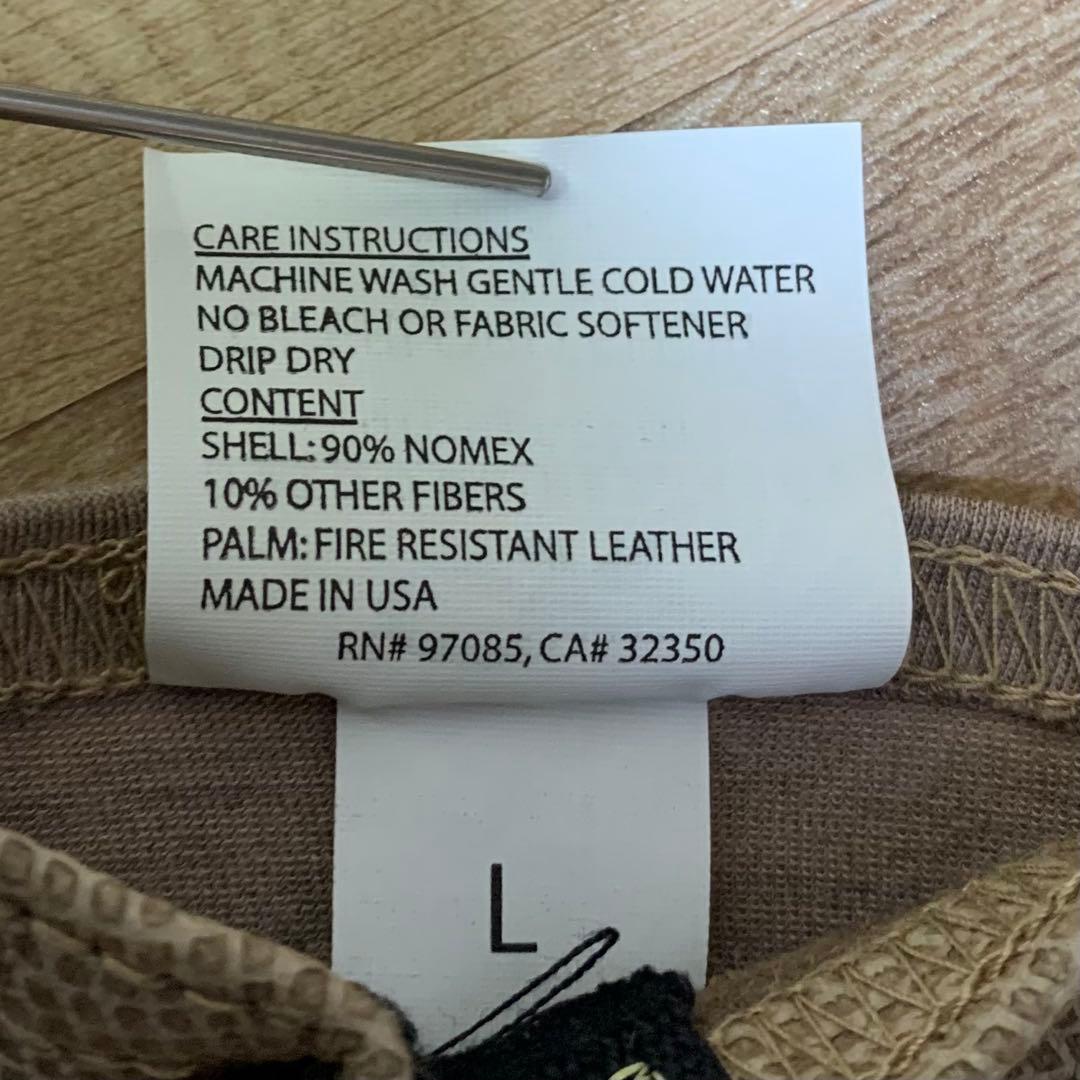 CARE INSTRUCTIONS
MACHINE WASH GENTLE COLD WATER
NO BLEACH OR FABRIC SOFTENER
DRIP DRY
CONTENT
SHELL: 90% NOMEX
10% OTHER FIBERS
PALM: FIRE RESISTANT LEATHER
MADE IN USA
RN# 97085, CA# 32350
L